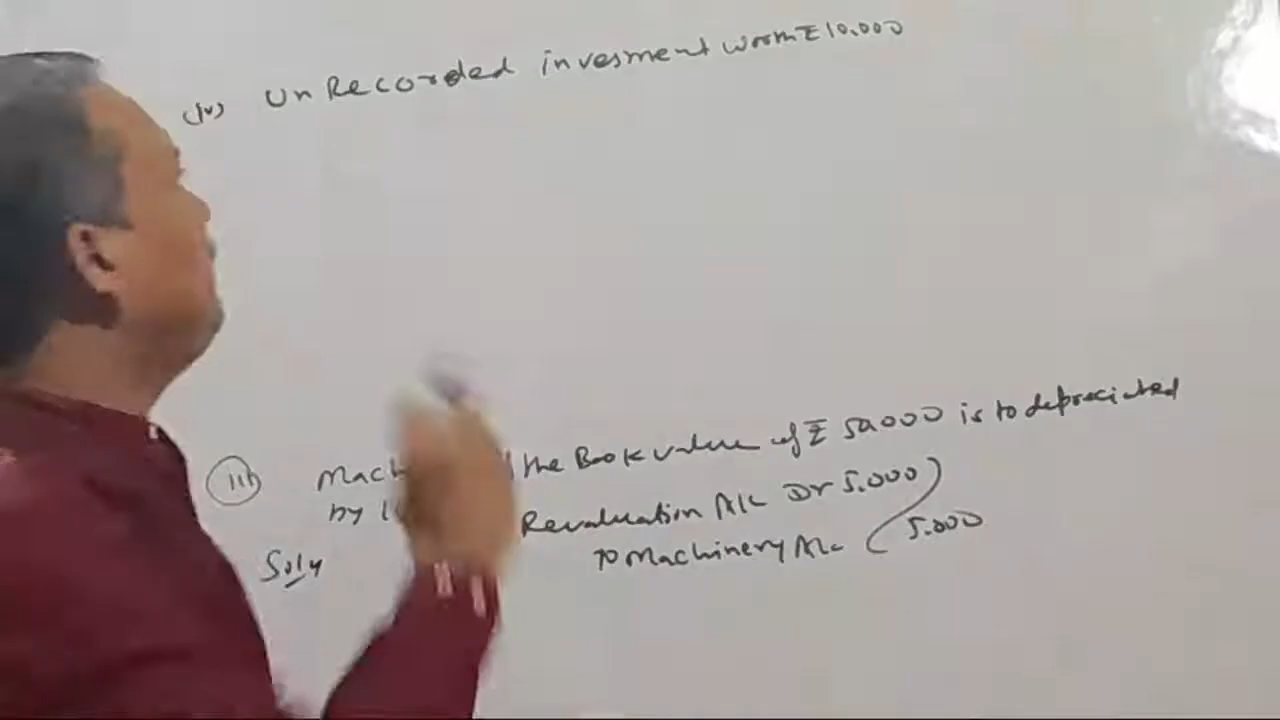 (iv) Un Recorded invesment worth ₹10.000
(iii) Mach the Book value of ₹ 50.000 is to depreciated
by 1 Revaluation A/c Dr 5.000
Soly To Machinery A/c 5.000